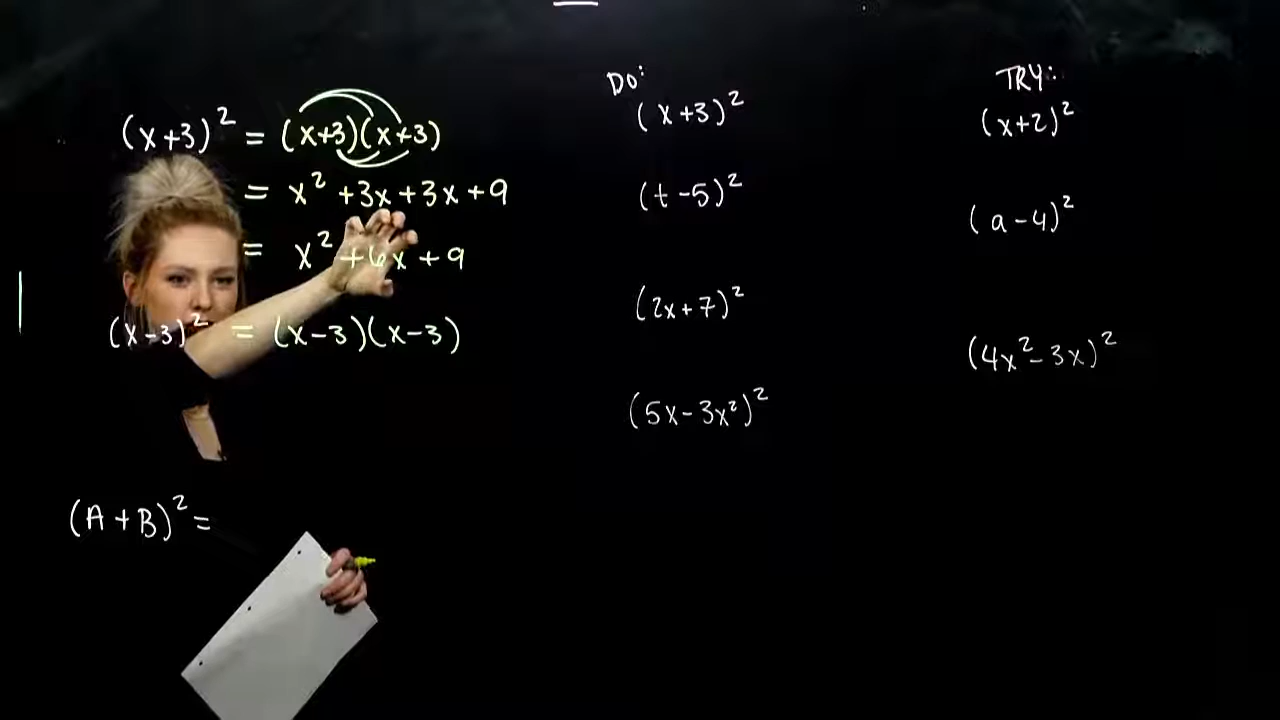 (x+3)² = (x+3)(x+3)
= x² +3x+3x+9
= x² +6x+9
(x-3)² = (x-3)(x-3)
(A+B)² =
DO:
(x+3)²
(t-5)²
(2x+7)²
(5x-3x²)²
TRY:
(x+2)²
(a-4)²
(4x²-3x)²